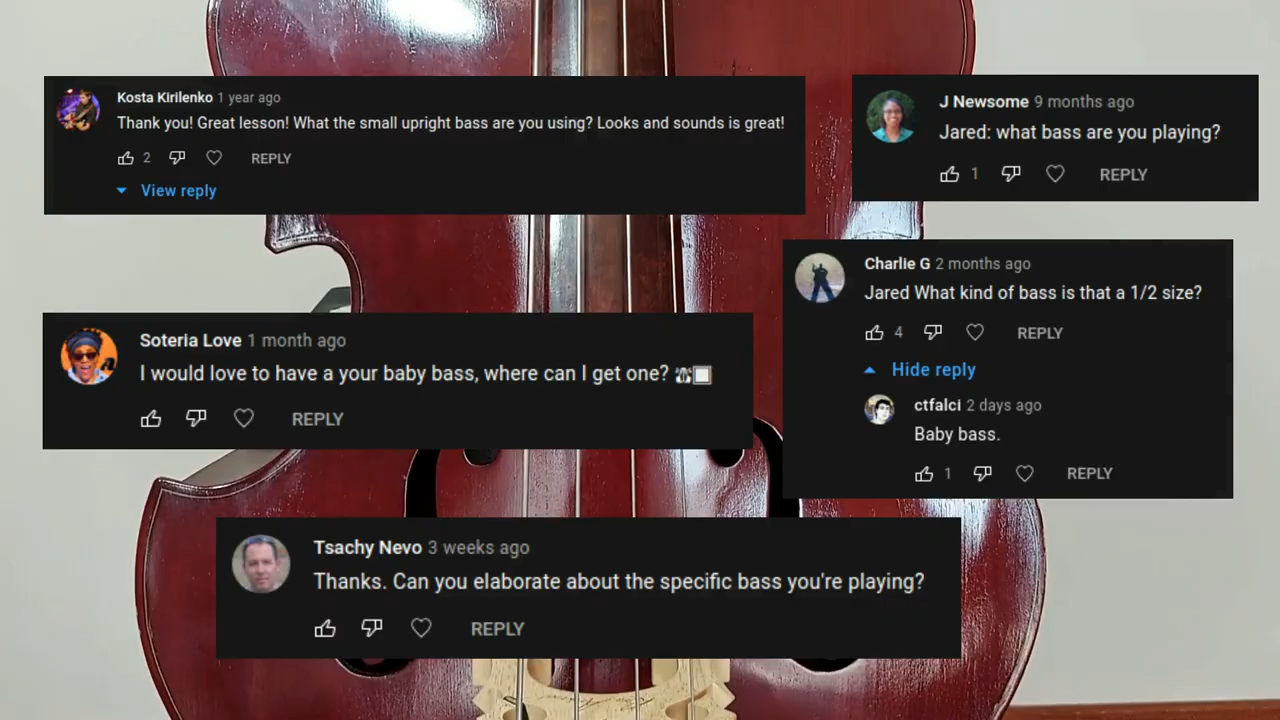 Kosta Kirilenko 1 year ago
Thank you! Great lesson! What the small upright bass are you using? Looks and sounds is great!
2 REPLY
View reply
J Newsome 9 months ago
Jared: what bass are you playing?
1 REPLY
Charlie G 2 months ago
Jared What kind of bass is that a 1/2 size?
4 REPLY
Hide reply
ctfalci 2 days ago
Baby bass.
1 REPLY
Soteria Love 1 month ago
I would love to have a your baby bass, where can I get one?
REPLY
Tsachy Nevo 3 weeks ago
Thanks. Can you elaborate about the specific bass you're playing?
REPLY